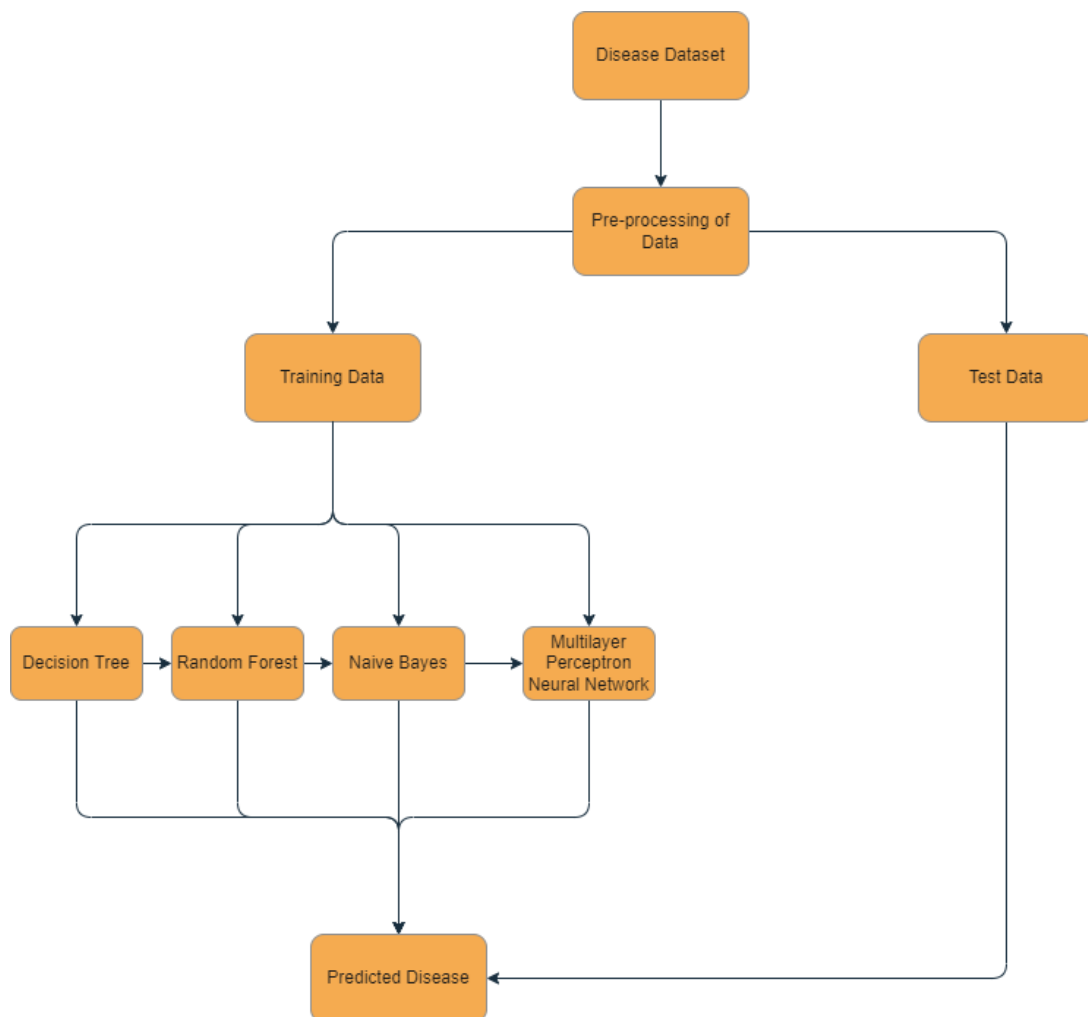 Disease Dataset
Pre-processing of
Data
Training Data
Test Data
Decision Tree
Random Forest
Naive Bayes
Multilayer
Perceptron
Neural Network
Predicted Disease